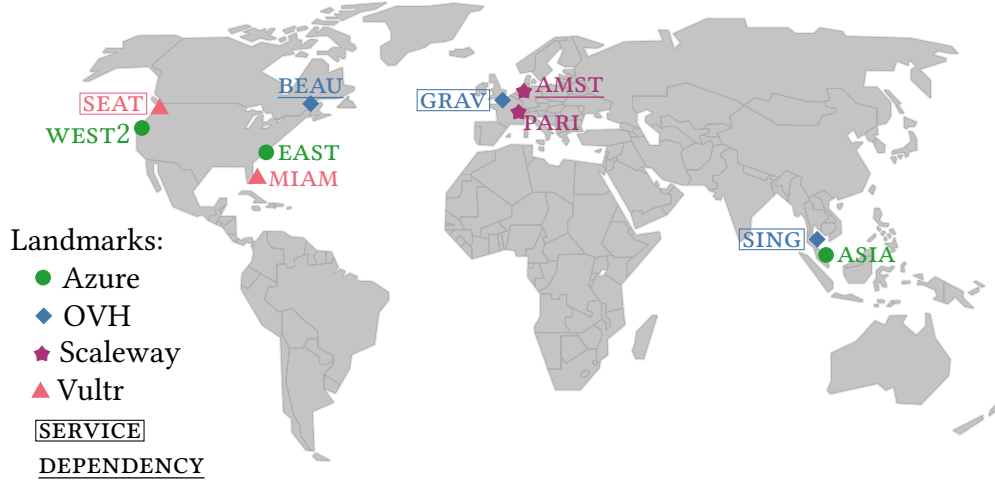 BEAU
AMST
SEAT
GRAV
WEST2
PARI
EAST
MIAM
SING
ASIA
Landmarks:
Azure
OVH
Scaleway
Vultr
SERVICE
DEPENDENCY